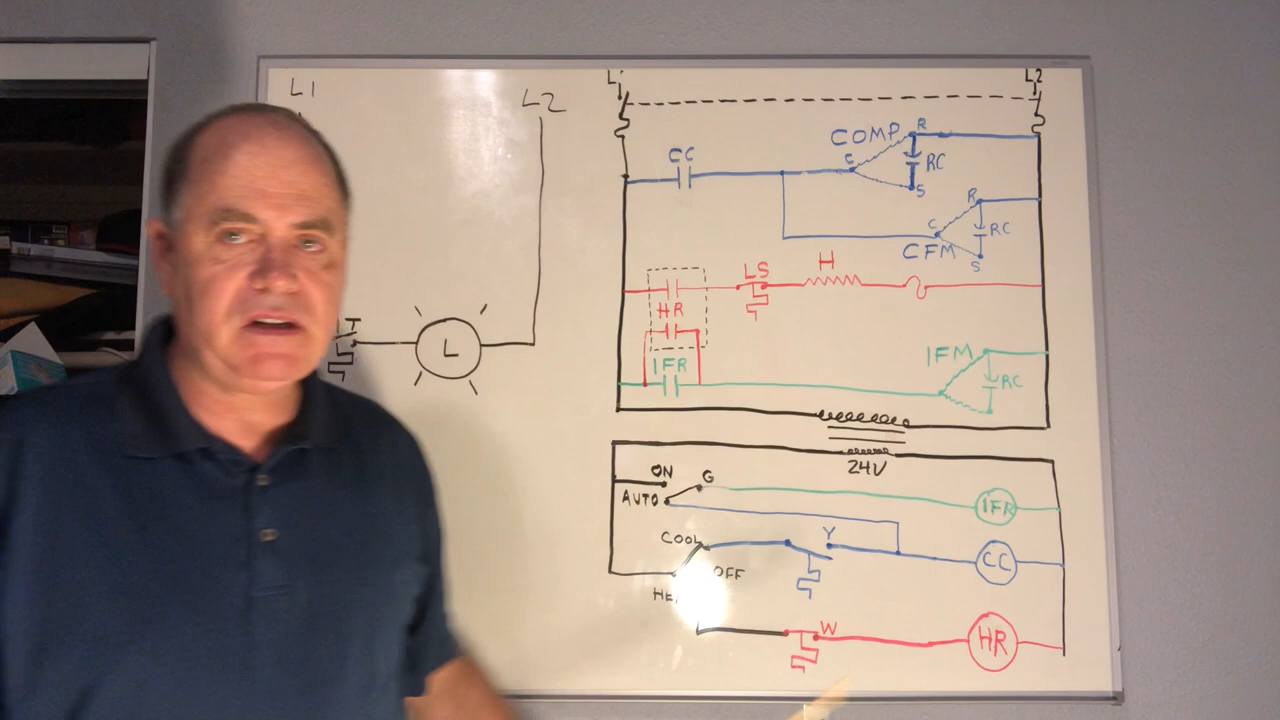 L1
L2
L1
L2
COMP
R
CC
C
RC
S
R
C
RC
CFM
S
LS
H
HR
T
L
IFR
IFM
RC
24V
ON
G
AUTO
IFR
COOL
Y
OFF
CC
W
HR